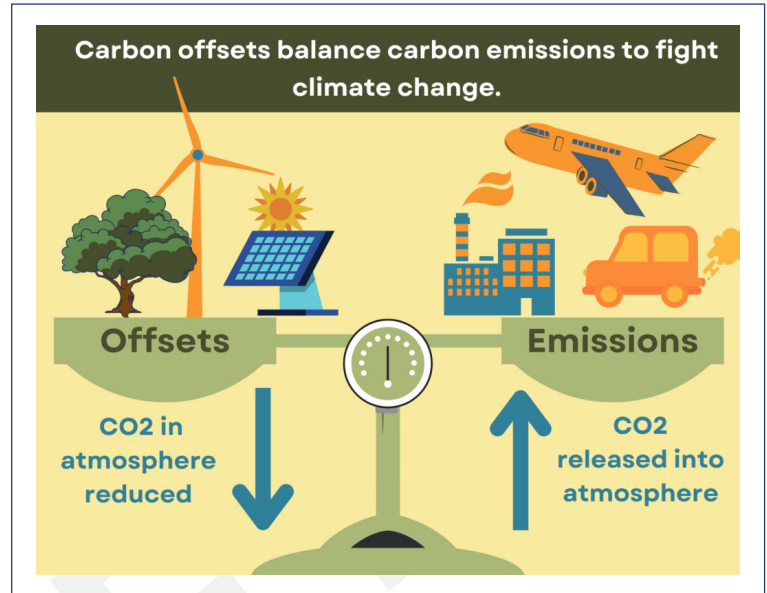 Carbon offsets balance carbon emissions to fight
climate change.
Offsets
Emissions
CO2 in
atmosphere
reduced
CO2
released into
atmosphere